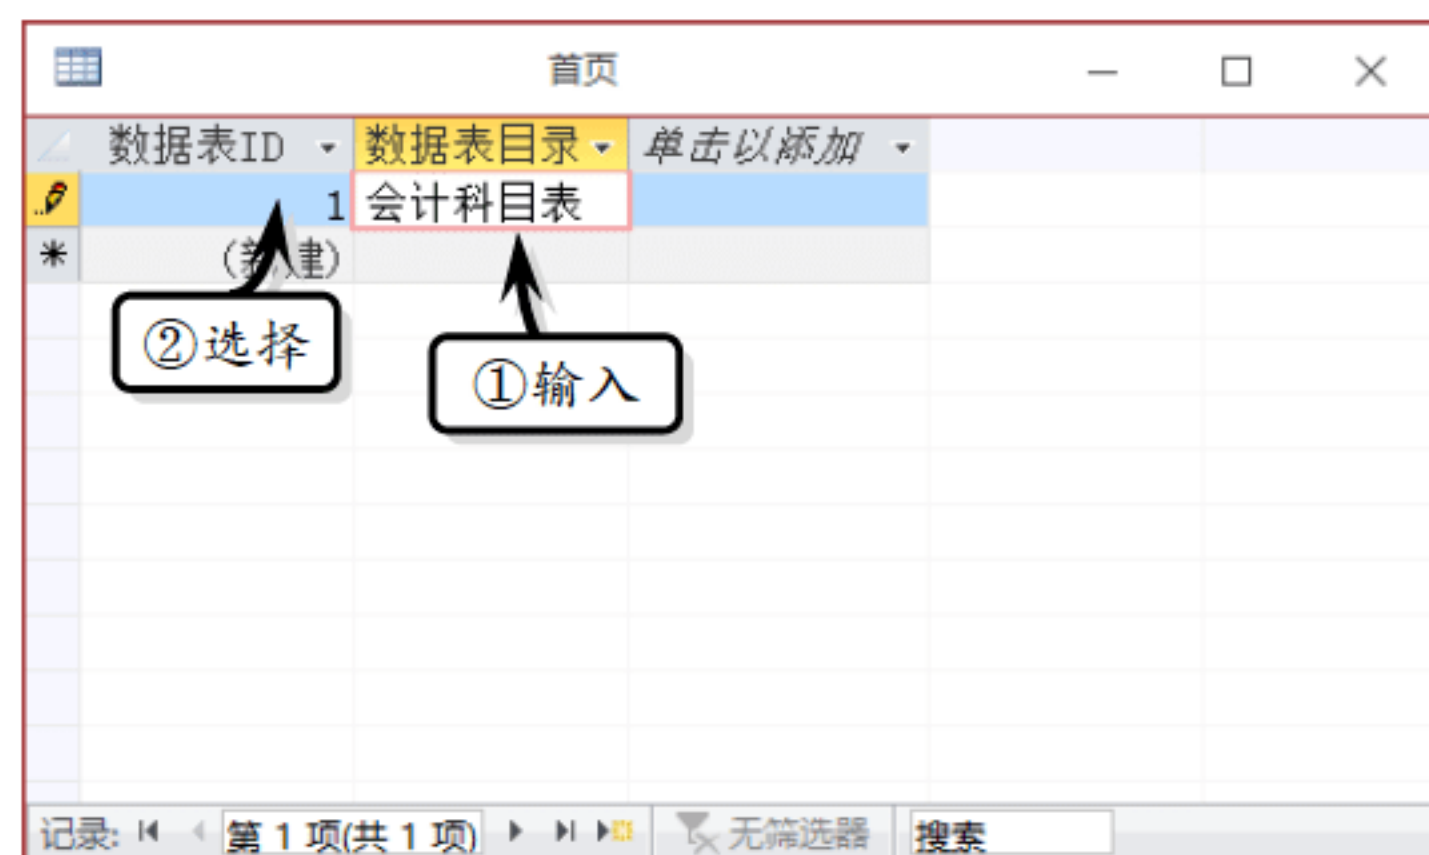 首页
数据表ID 数据表目录 单击以添加
1 会计科目表
(新建)
②选择
①输入
记录: 第 1 项(共 1 项) 无筛选器 搜索